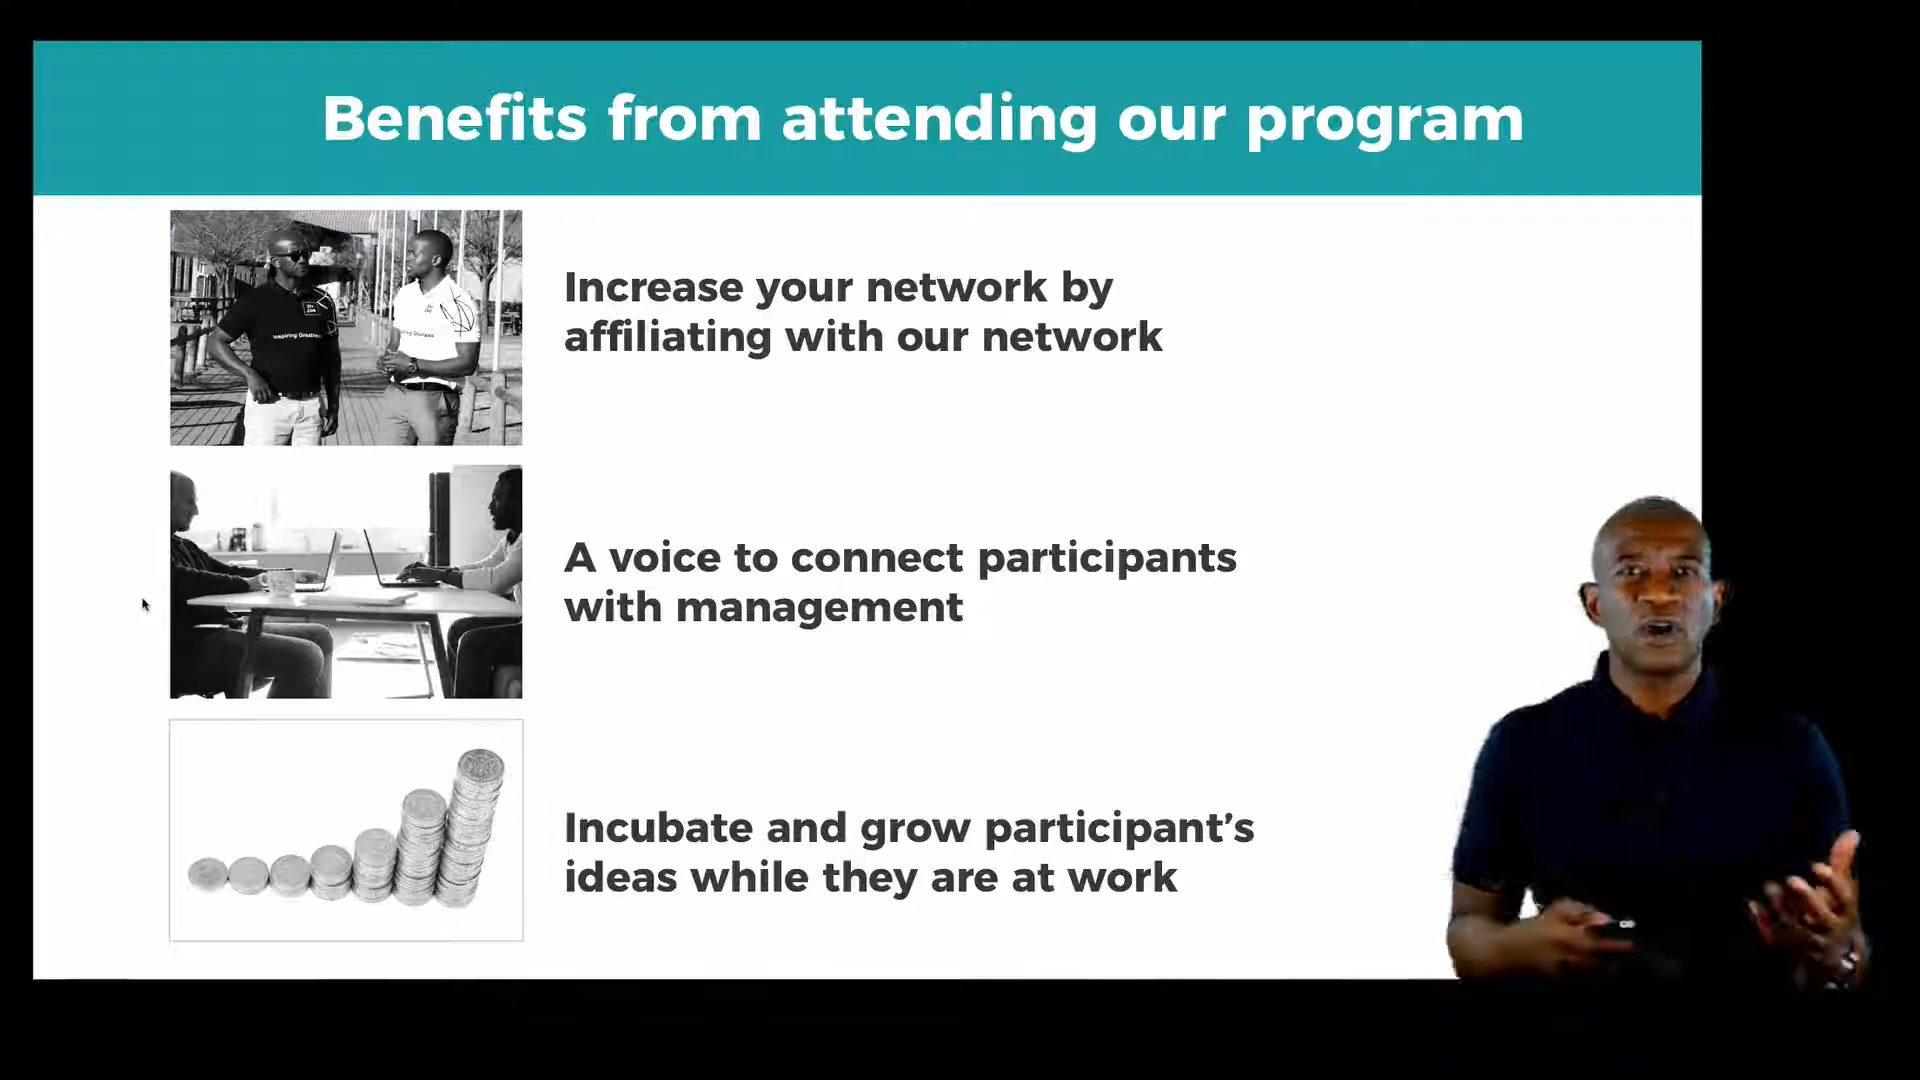 Benefits from attending our program
Increase your network by
affiliating with our network
A voice to connect participants
with management
Incubate and grow participant’s
ideas while they are at work